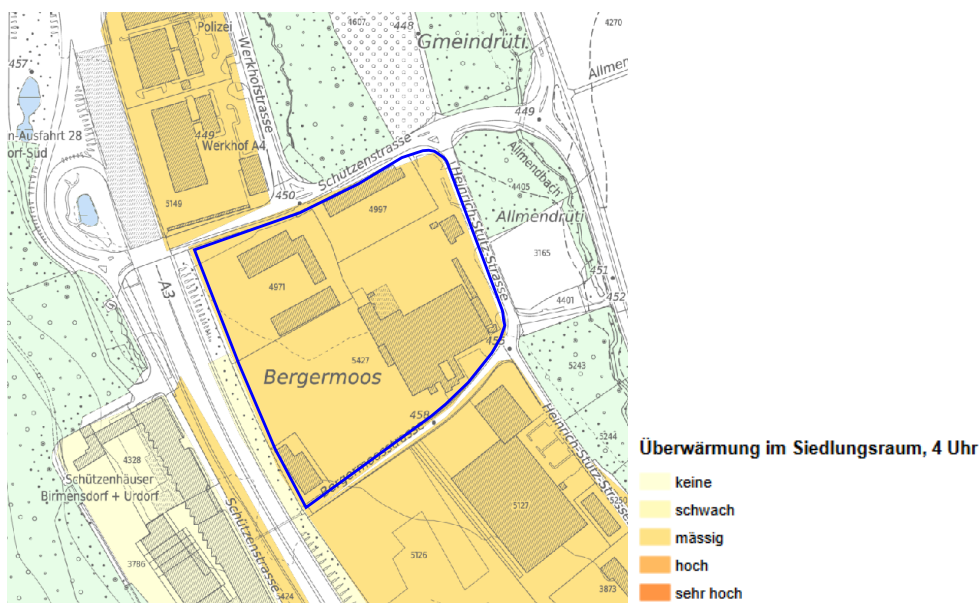 Polizei
1607
448
4270
Gmeindrüti
Allmen
457
Werkhofstrasse
449
n-Ausfahrt 28
orf-Süd
449
Werkhof A4
Schützenstrasse
Allmendbach
4405
450
5149
4997
Heinrich-Stutz-Strasse
Allmendrüti
3165
A3
4971
451
4401
452
5427
Bergermoos
5243
458
Bergermoosstrasse
Heinrich-Stutz-Strasse
5244
4328
Schützenhäuser
Birmensdorf + Urdorf
5127
5250
Schützenstrasse
3786
5126
5424
3873
Überwärmung im Siedlungsraum, 4 Uhr
keine
schwach
mässig
hoch
sehr hoch